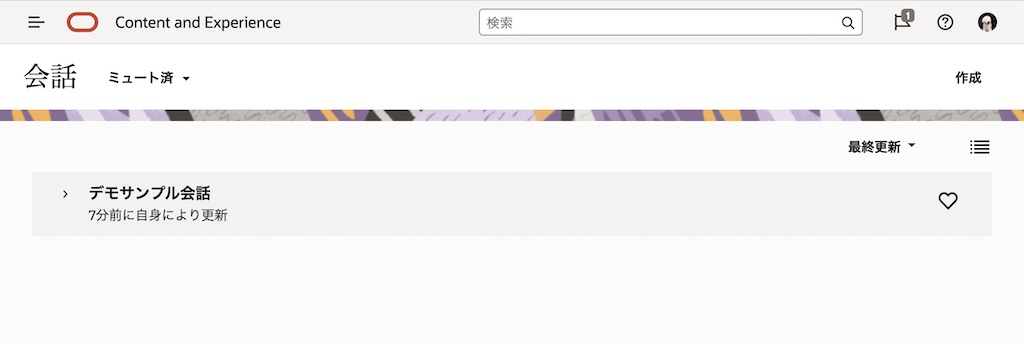 Content and Experience
検索
1
会話
ミュート済
作成
最終更新
デモサンプル会話
7分前に自身により更新